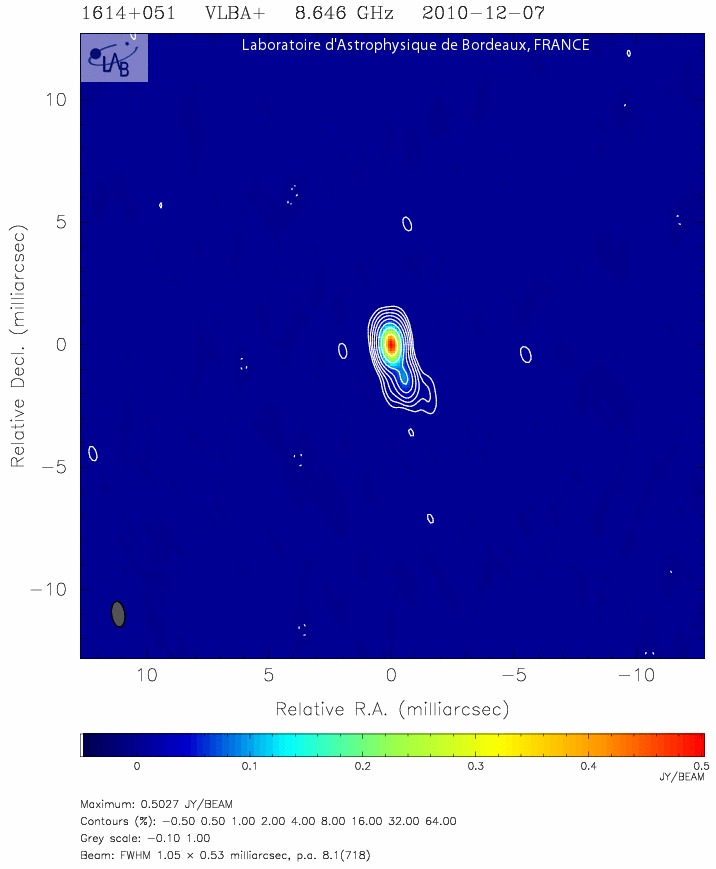 1614+051 VLBA+ 8.646 GHz 2010-12-07
LAB
Laboratoire d'Astrophysique de Bordeaux, FRANCE
10
5
0
-5
-10
Relative Decl. (milliarcsec)
10 5 0 -5 -10
Relative R.A. (milliarcsec)
0 0.1 0.2 0.3 0.4 0.5
JY/BEAM
Maximum: 0.5027 JY/BEAM
Contours (%): -0.50 0.50 1.00 2.00 4.00 8.00 16.00 32.00 64.00
Grey scale: -0.10 1.00
Beam: FWHM 1.05 × 0.53 milliarcsec, p.a. 8.1(718)